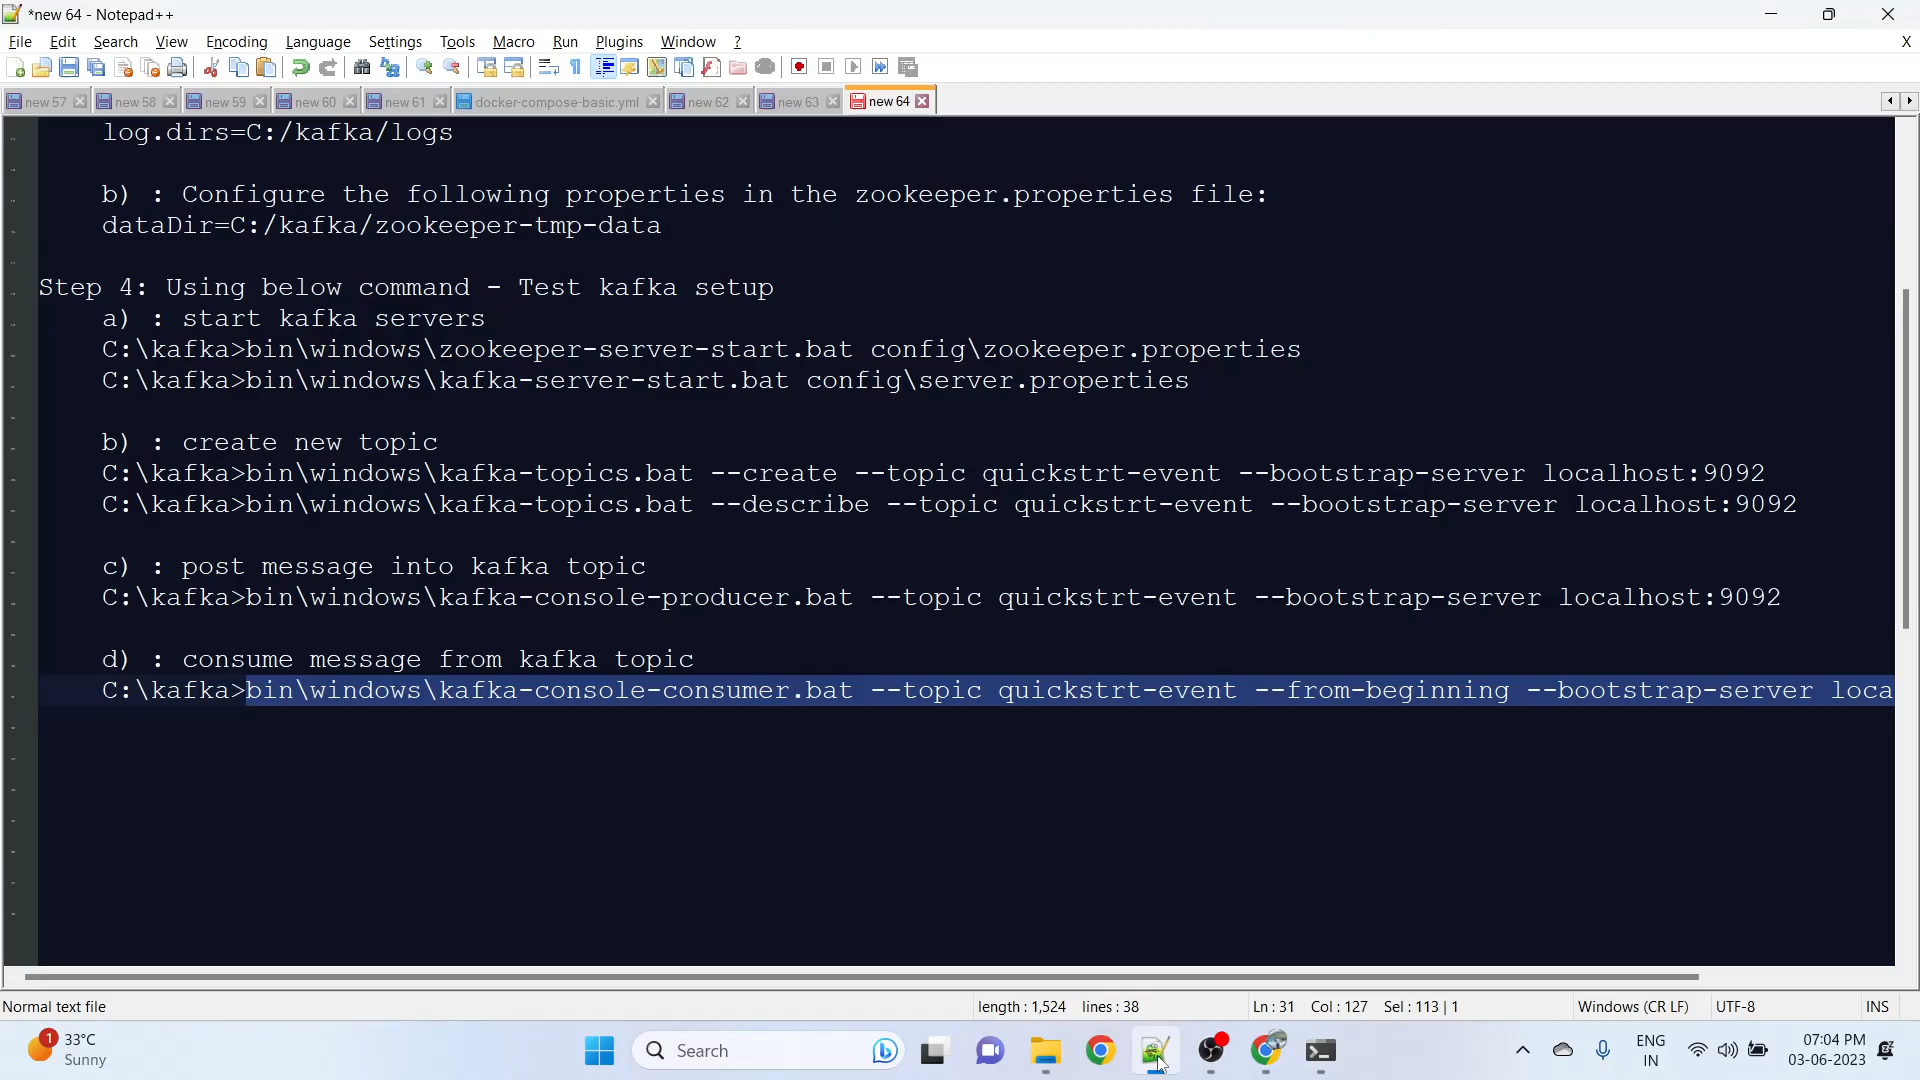 *new 64 - Notepad++
File Edit Search View Encoding Language Settings Tools Macro Run Plugins Window ? X
new 57 new 58 new 59 new 60 new 61 docker-compose-basic.yml new 62 new 63 new 64
log.dirs=C:/kafka/logs
b) : Configure the following properties in the zookeeper.properties file:
dataDir=C:/kafka/zookeeper-tmp-data
Step 4: Using below command - Test kafka setup
a) : start kafka servers
C:\kafka>bin\windows\zookeeper-server-start.bat config\zookeeper.properties
C:\kafka>bin\windows\kafka-server-start.bat config\server.properties
b) : create new topic
C:\kafka>bin\windows\kafka-topics.bat --create --topic quickstrt-event --bootstrap-server localhost:9092
C:\kafka>bin\windows\kafka-topics.bat --describe --topic quickstrt-event --bootstrap-server localhost:9092
c) : post message into kafka topic
C:\kafka>bin\windows\kafka-console-producer.bat --topic quickstrt-event --bootstrap-server localhost:9092
d) : consume message from kafka topic
C:\kafka>bin\windows\kafka-console-consumer.bat --topic quickstrt-event --from-beginning --bootstrap-server loca
Normal text file length : 1,524 lines : 38 Ln : 31 Col : 127 Sel : 113 | 1 Windows (CR LF) UTF-8 INS
1 33°C
Sunny
Search
ENG
IN
07:04 PM
03-06-2023